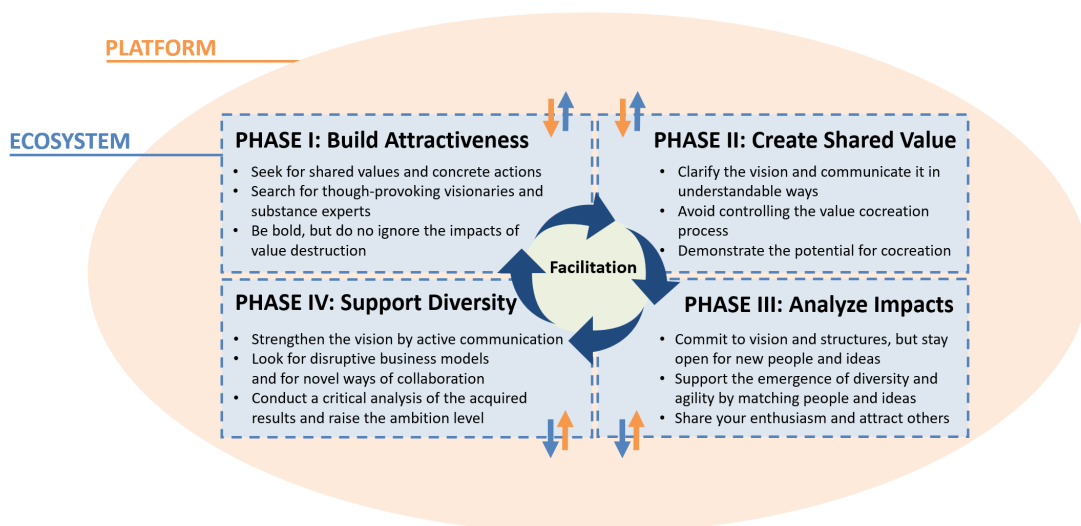 PLATFORM
ECOSYSTEM
PHASE I: Build Attractiveness
• Seek for shared values and concrete actions
• Search for though-provoking visionaries and
substance experts
• Be bold, but do no ignore the impacts of
value destruction
PHASE II: Create Shared Value
• Clarify the vision and communicate it in
understandable ways
• Avoid controlling the value cocreation
process
• Demonstrate the potential for cocreation
Facilitation
PHASE IV: Support Diversity
• Strengthen the vision by active communication
• Look for disruptive business models
and for novel ways of collaboration
• Conduct a critical analysis of the acquired
results and raise the ambition level
PHASE III: Analyze Impacts
• Commit to vision and structures, but stay
open for new people and ideas
• Support the emergence of diversity and
agility by matching people and ideas
• Share your enthusiasm and attract others